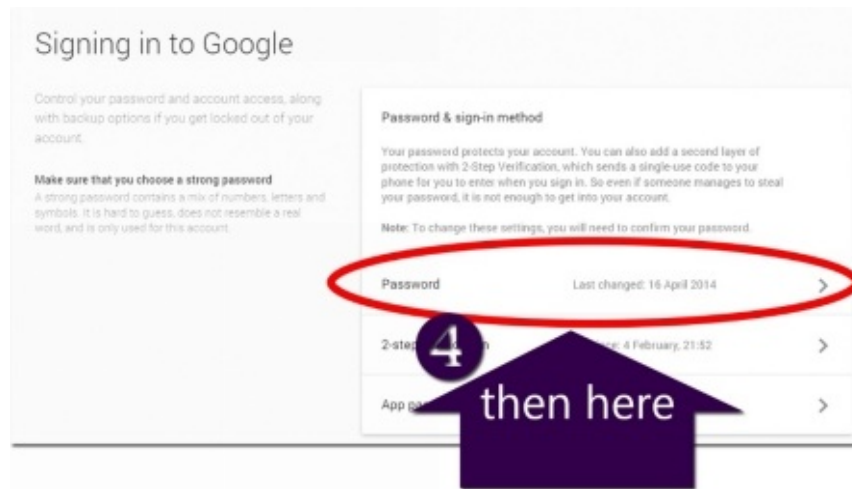 Signing in to Google
Control your password and account access, along
with backup options if you get locked out of your
account.
Make sure that you choose a strong password
A strong password contains a mix of numbers, letters and
symbols. It is hard to guess, does not resemble a real
word, and is only used for this account.
Password & sign-in method
Your password protects your account. You can also add a second layer of
protection with 2-Step Verification, which sends a single-use code to your
phone for you to enter when you sign in. So even if someone manages to steal
your password, it is not enough to get into your account.
Note: To change these settings, you will need to confirm your password.
Password Last changed: 16 April 2014
2-step 4 February, 21:52
4
App
then here